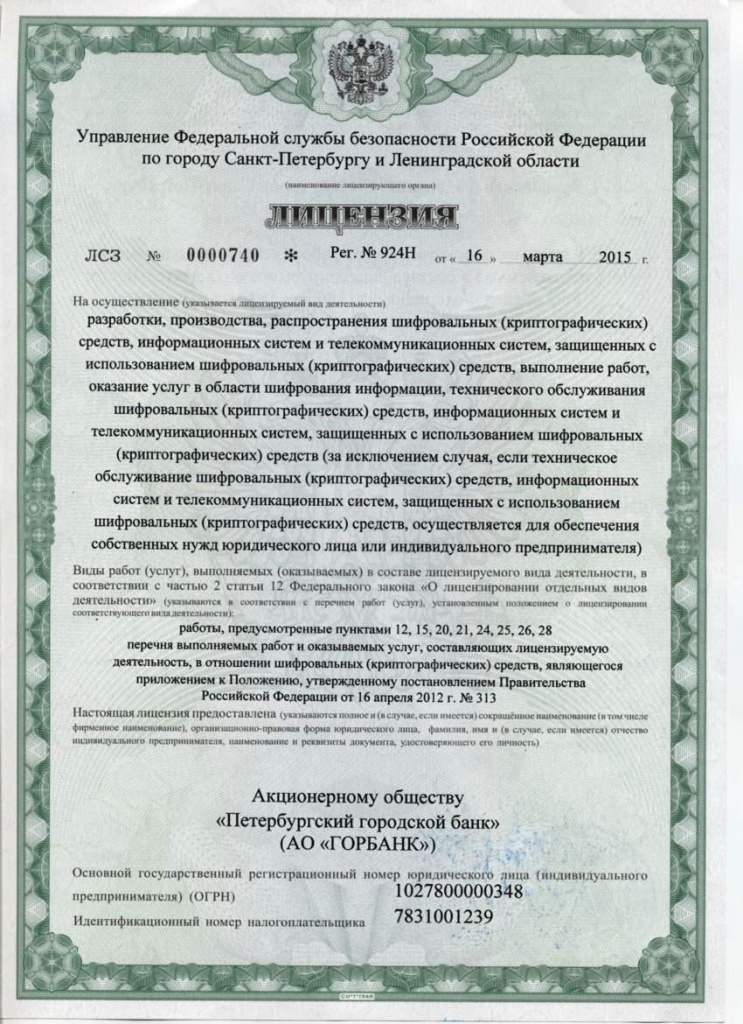 Управление Федеральной службы безопасности Российской Федерации
по городу Санкт-Петербургу и Ленинградской области
(наименование лицензирующего органа)
ЛИЦЕНЗИЯ
ЛСЗ № 0000740 * Рег. № 924Н от « 16 » марта 2015 г.
На осуществление (указывается лицензируемый вид деятельности)
разработки, производства, распространения шифровальных (криптографических)
средств, информационных систем и телекоммуникационных систем, защищенных с
использованием шифровальных (криптографических) средств, выполнение работ,
оказание услуг в области шифрования информации, технического обслуживания
шифровальных (криптографических) средств, информационных систем и
телекоммуникационных систем, защищенных с использованием шифровальных
(криптографических) средств (за исключением случая, если техническое
обслуживание шифровальных (криптографических) средств, информационных
систем и телекоммуникационных систем, защищенных с использованием
шифровальных (криптографических) средств, осуществляется для обеспечения
собственных нужд юридического лица или индивидуального предпринимателя)
Виды работ (услуг), выполняемых (оказываемых) в составе лицензируемого вида деятельности, в
соответствии с частью 2 статьи 12 Федерального закона «О лицензировании отдельных видов
деятельности» (указываются в соответствии с перечнем работ (услуг), установленным положением о лицензировании
соответствующего вида деятельности):
работы, предусмотренные пунктами 12, 15, 20, 21, 24, 25, 26, 28
перечня выполняемых работ и оказываемых услуг, составляющих лицензируемую
деятельность, в отношении шифровальных (криптографических) средств, являющегося
приложением к Положению, утвержденному постановлением Правительства
Российской Федерации от 16 апреля 2012 г. № 313
Настоящая лицензия предоставлена (указываются полное и (в случае, если имеется) сокращённое наименование (в том числе
фирменное наименование), организационно-правовая форма юридического лица, фамилия, имя и (в случае, если имеется) отчество
индивидуального предпринимателя, наименование и реквизиты документа, удостоверяющего его личность)
Акционерному обществу
«Петербургский городской банк»
(АО «ГОРБАНК»)
Основной государственный регистрационный номер юридического лица (индивидуального
предпринимателя) (ОГРН) 1027800000348
Идентификационный номер налогоплательщика 7831001239